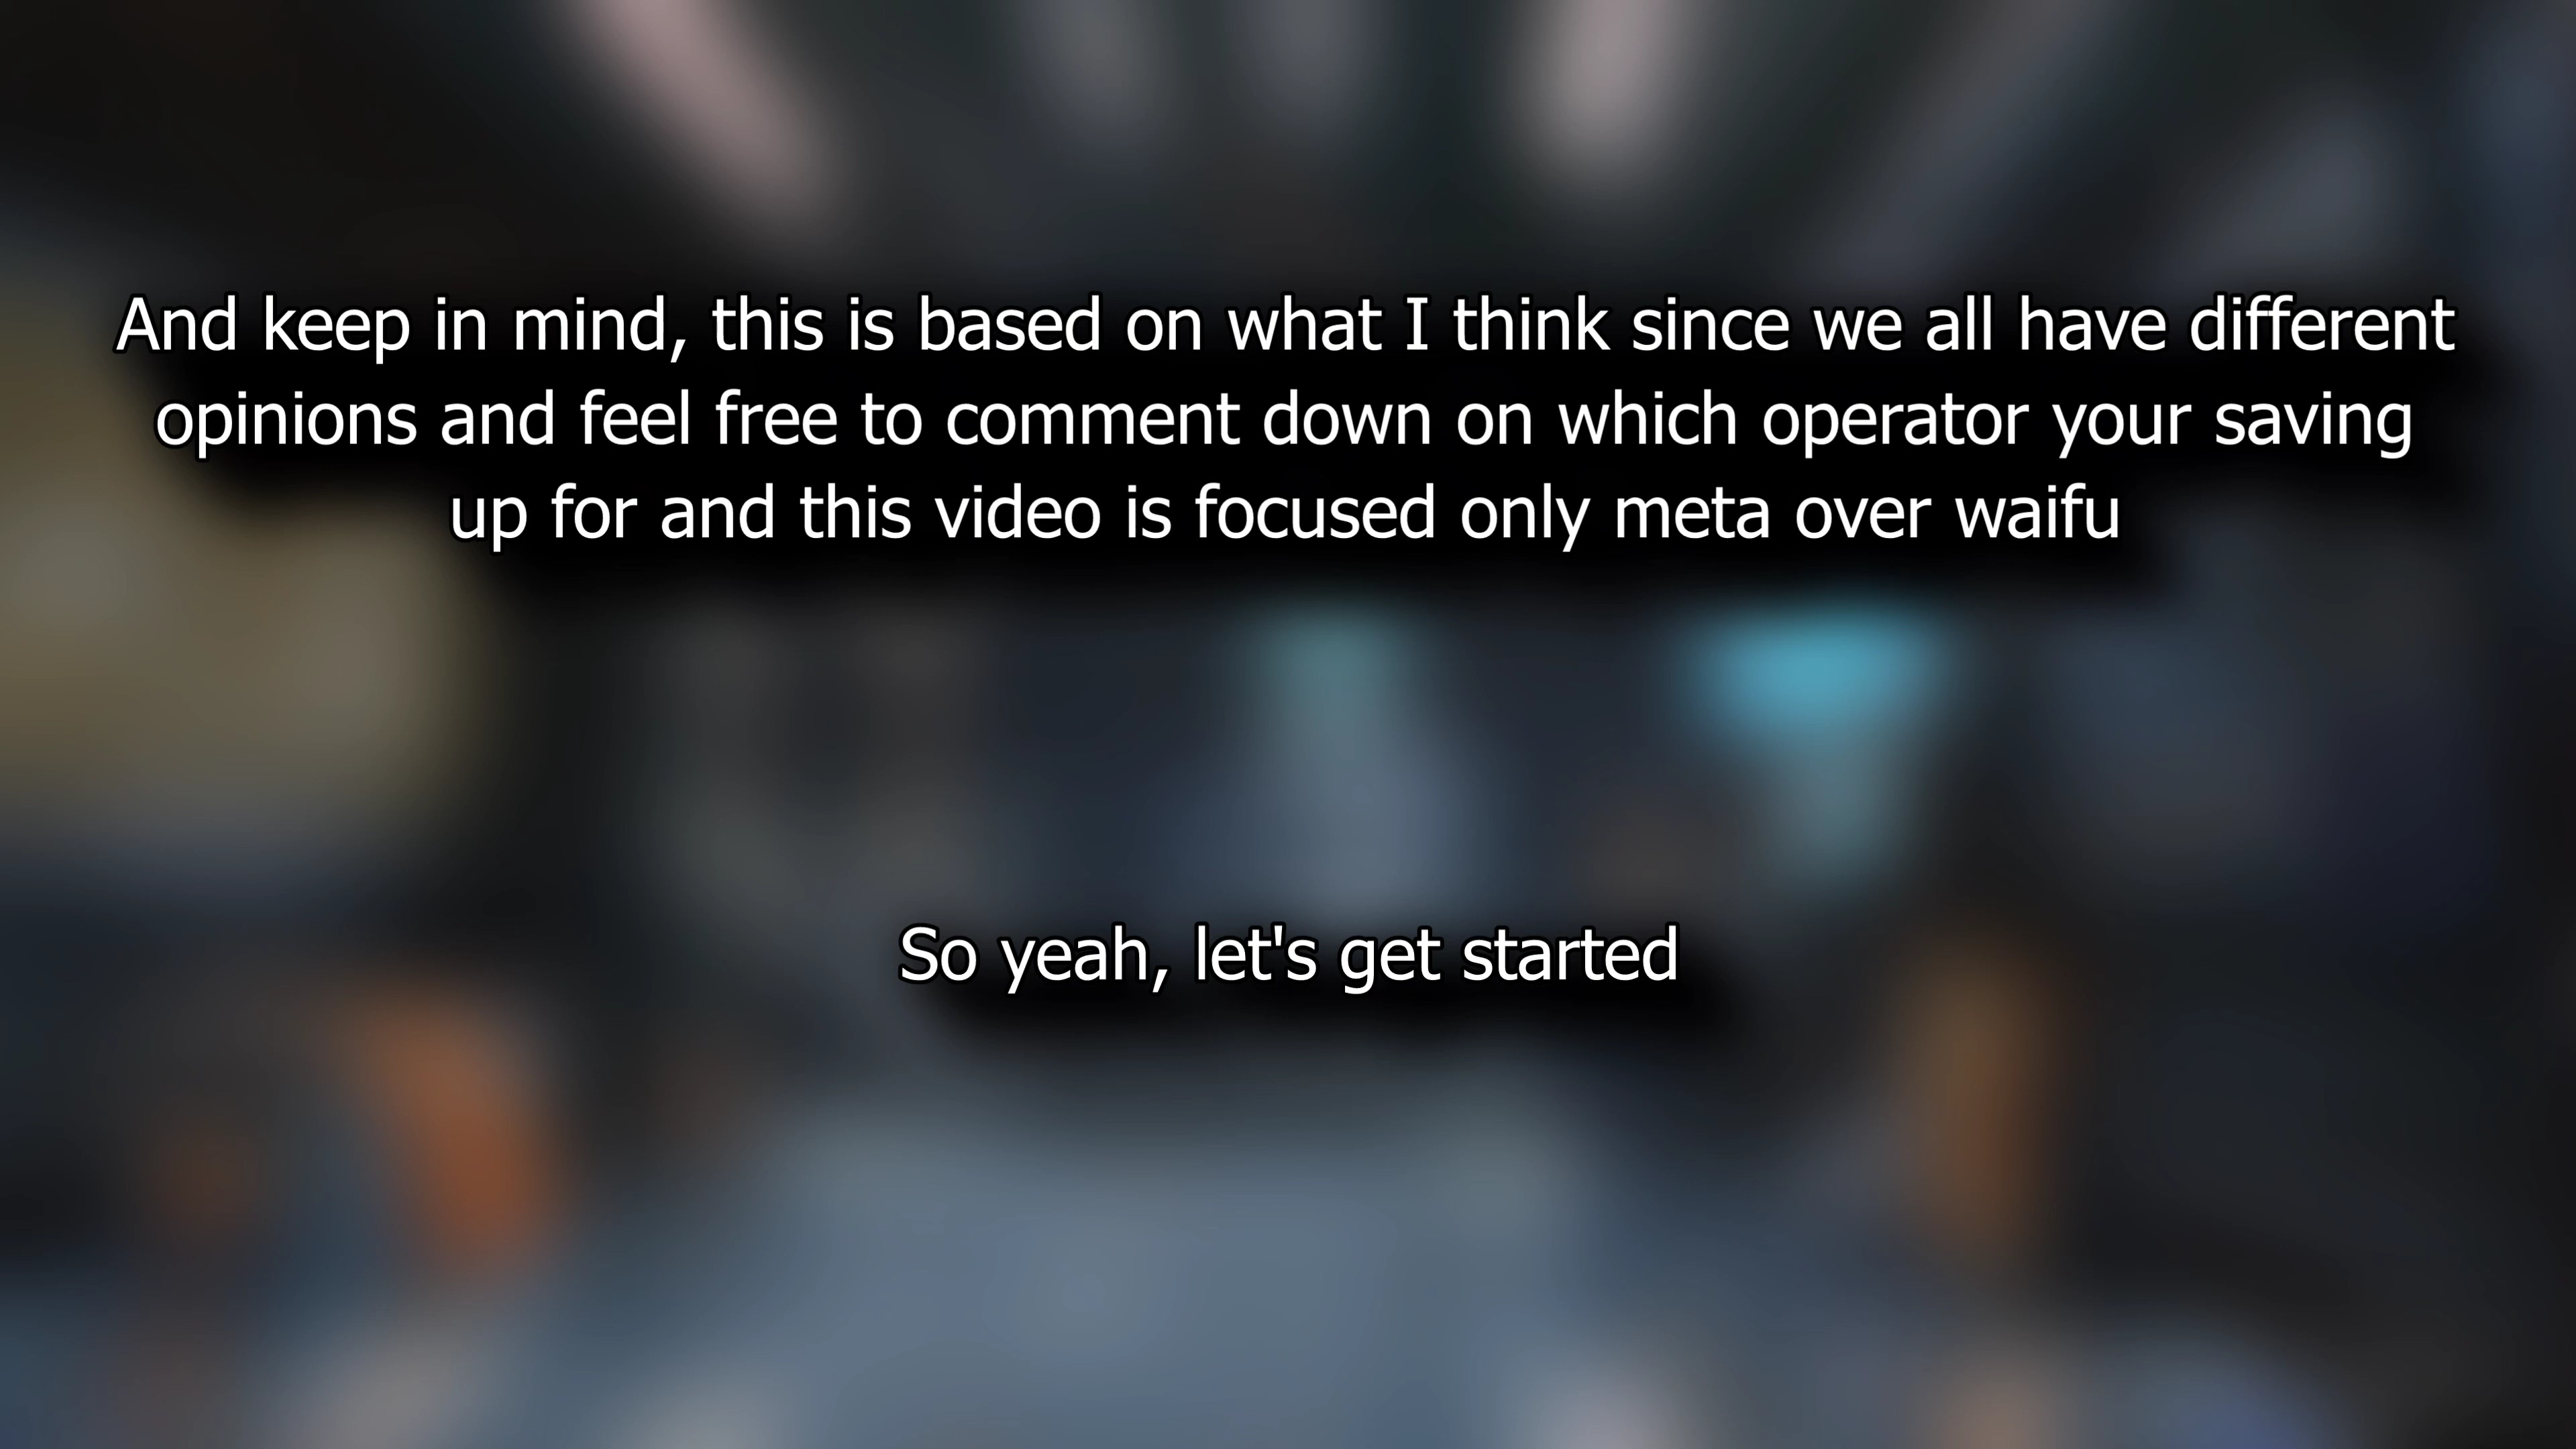 And keep in mind, this is based on what I think since we all have different
opinions and feel free to comment down on which operator your saving
up for and this video is focused only meta over waifu
So yeah, let's get started